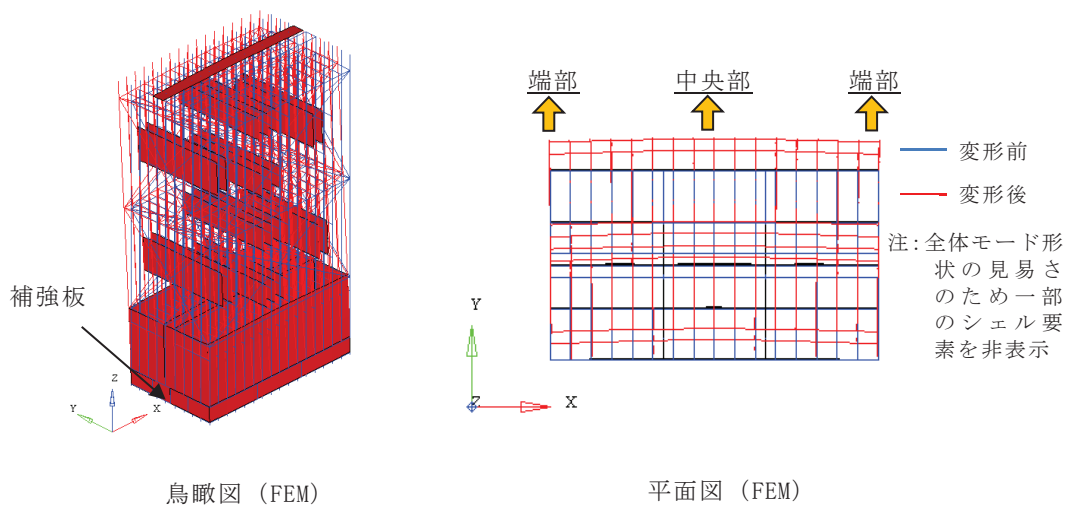 端部
中央部
端部
変形前
変形後
注:全体モード形
状の見易さ
のため一部
のシェル要
素を非表示
補強板
Z
Y
X
Y
Z
X
鳥瞰図 (FEM)
平面図 (FEM)